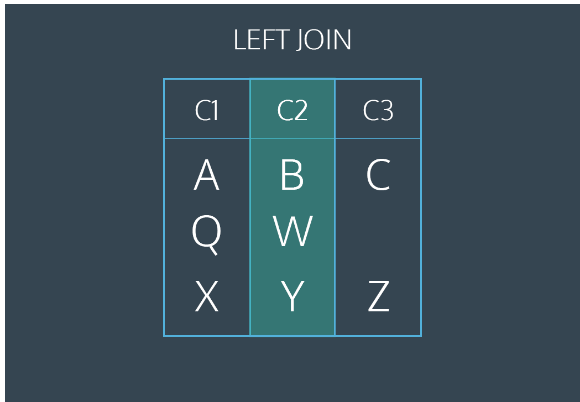 LEFT JOIN
C1 C2 C3
A B C
Q W
X Y Z